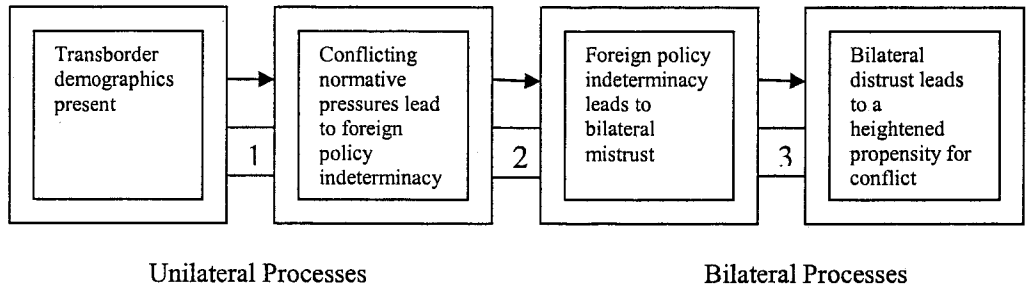 Transborder
demographics
present
1
Conflicting
normative
pressures lead
to foreign
policy
indeterminacy
2
Foreign policy
indeterminacy
leads to
bilateral
mistrust
3
Bilateral
distrust leads
to a
heightened
propensity for
conflict
Unilateral Processes
Bilateral Processes